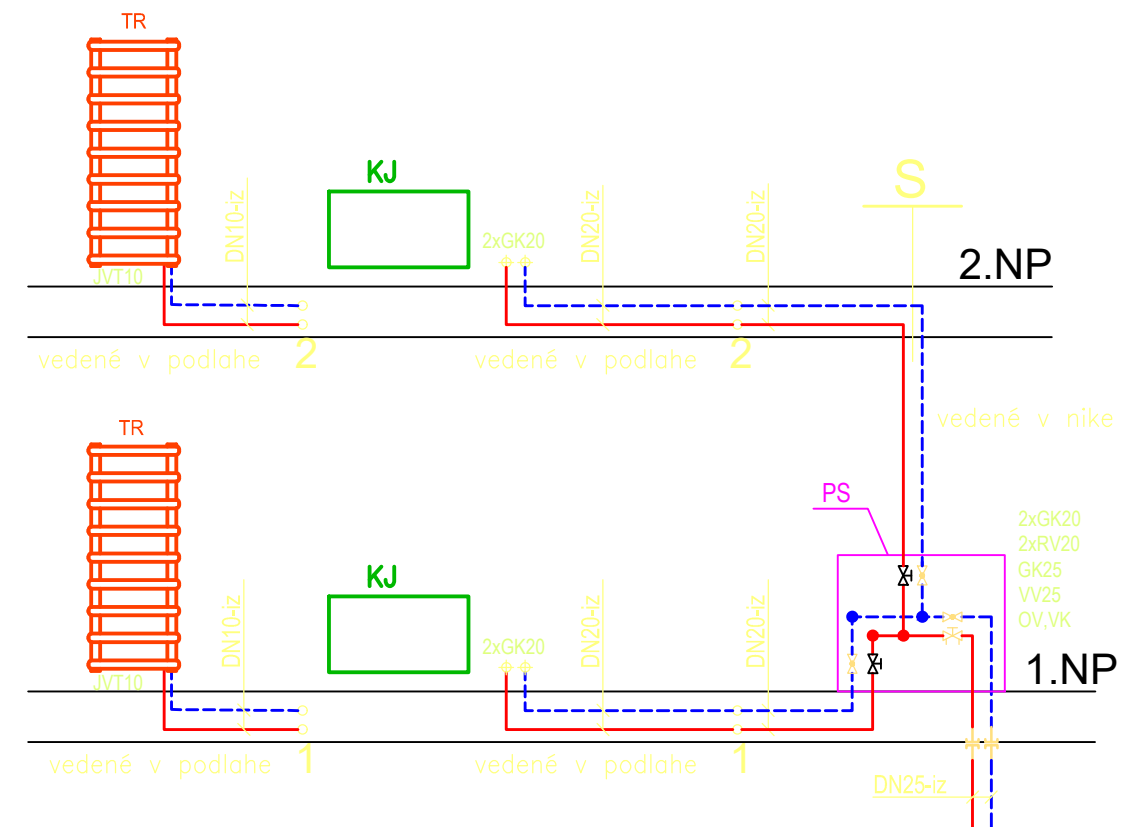 TR
KJ
S
DN10-iz
DN20-iz
DN20-iz
2xGK20
2.NP
JVT10
vedené v podlahe
2
vedené v podlahe
2
vedené v nike
TR
PS
2xGK20
2xRV20
GK25
VV25
OV,VK
KJ
DN10-iz
DN20-iz
DN20-iz
2xGK20
1.NP
JVT10
vedené v podlahe
1
vedené v podlahe
1
DN25-iz